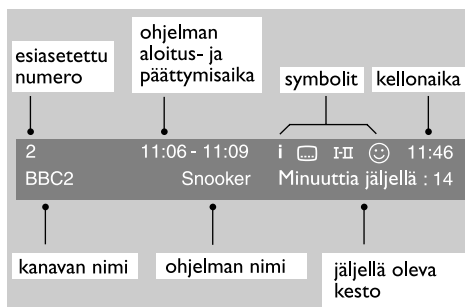 esiasetettu
numero
ohjelman
aloitus- ja
päättymisaika
symbolit
kellonaika
2 11:06 - 11:09 i I-II 11:46
BBC2 Snooker Minuuttia jäljellä : 14
kanavan nimi
ohjelman nimi
jäljellä oleva
kesto